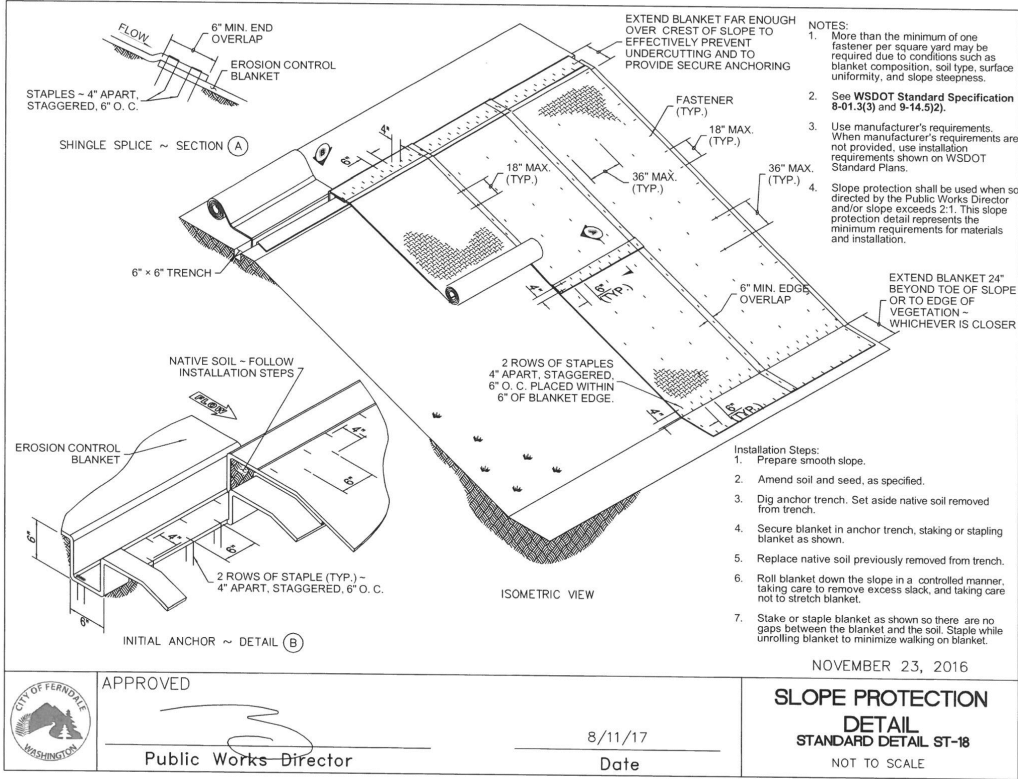 FLOW
6" MIN. END
OVERLAP
EROSION CONTROL
BLANKET
STAPLES ~ 4" APART,
STAGGERED, 6" O. C.
SHINGLE SPLICE ~ SECTION A
EXTEND BLANKET FAR ENOUGH
OVER CREST OF SLOPE TO
EFFECTIVELY PREVENT
UNDERCUTTING AND TO
PROVIDE SECURE ANCHORING
FASTENER
(TYP.)
18" MAX.
(TYP.)
36" MAX.
(TYP.)
18" MAX.
(TYP.)
36" MAX.
(TYP.)
4"
6"
B
A
6" × 6" TRENCH
4"
6"
(TYP.)
6" MIN. EDGE
OVERLAP
EXTEND BLANKET 24"
BEYOND TOE OF SLOPE
OR TO EDGE OF
VEGETATION ~
WHICHEVER IS CLOSER
2 ROWS OF STAPLES
4" APART, STAGGERED,
6" O. C. PLACED WITHIN
6" OF BLANKET EDGE.
4"
6"
(TYP.)
ISOMETRIC VIEW
NATIVE SOIL ~ FOLLOW
INSTALLATION STEPS
FLOW
EROSION CONTROL
BLANKET
4"
6"
6"
4"
6"
6"
2 ROWS OF STAPLE (TYP.) ~
4" APART, STAGGERED, 6" O. C.
INITIAL ANCHOR ~ DETAIL B
NOTES:
1. More than the minimum of one
fastener per square yard may be
required due to conditions such as
blanket composition, soil type, surface
uniformity, and slope steepness.
2. See WSDOT Standard Specification
8-01.3(3) and 9-14.5)2).
3. Use manufacturer's requirements.
When manufacturer's requirements are
not provided, use installation
requirements shown on WSDOT
Standard Plans.
4. Slope protection shall be used when so
directed by the Public Works Director
and/or slope exceeds 2:1. This slope
protection detail represents the
minimum requirements for materials
and installation.
Installation Steps:
1. Prepare smooth slope.
2. Amend soil and seed, as specified.
3. Dig anchor trench. Set aside native soil removed
from trench.
4. Secure blanket in anchor trench, staking or stapling
blanket as shown.
5. Replace native soil previously removed from trench.
6. Roll blanket down the slope in a controlled manner,
taking care to remove excess slack, and taking care
not to stretch blanket.
7. Stake or staple blanket as shown so there are no
gaps between the blanket and the soil. Staple while
unrolling blanket to minimize walking on blanket.
NOVEMBER 23, 2016
CITY OF FERNDALE
WASHINGTON
APPROVED
Public Works Director
8/11/17
Date
SLOPE PROTECTION
DETAIL
STANDARD DETAIL ST-18
NOT TO SCALE